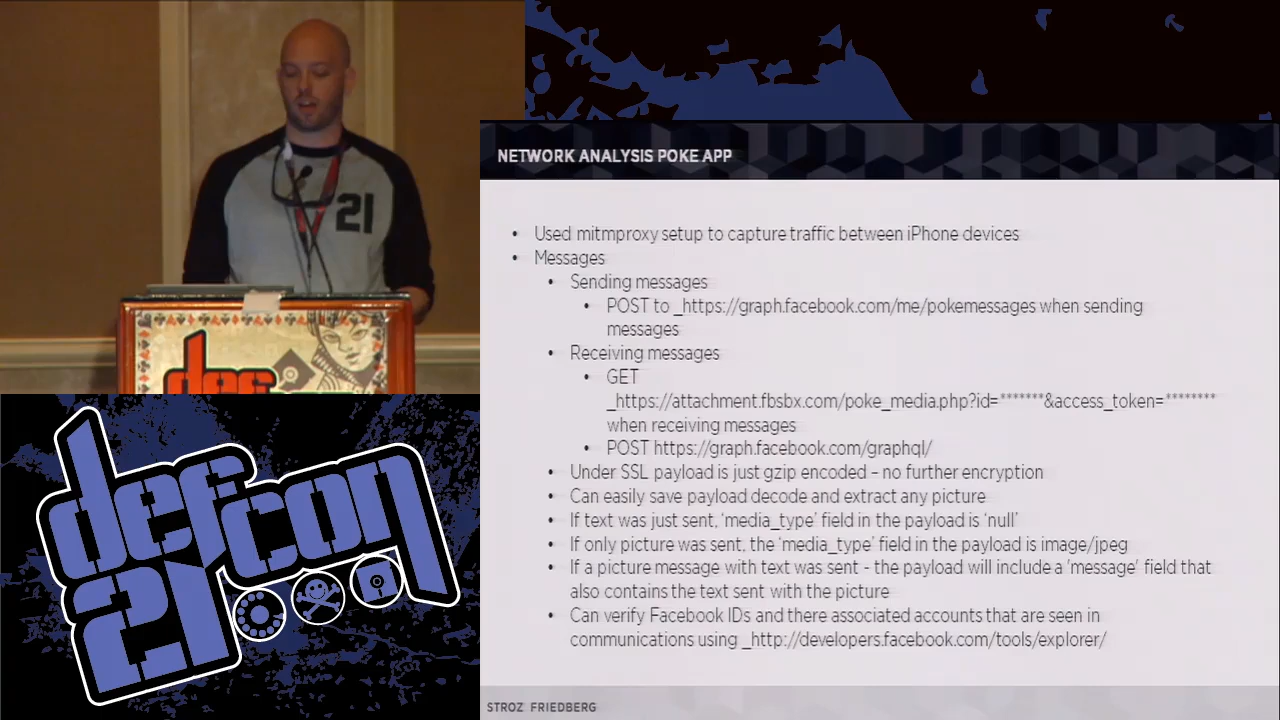 21
def
defcon
21
NETWORK ANALYSIS POKE APP
• Used mitmproxy setup to capture traffic between iPhone devices
• Messages
• Sending messages
• POST to _https://graph.facebook.com/me/pokemessages when sending
messages
• Receiving messages
• GET
_https://attachment.fbsbx.com/poke_media.php?id=*******&access_token=********
when receiving messages
• POST https://graph.facebook.com/graphql/
• Under SSL payload is just gzip encoded – no further encryption
• Can easily save payload decode and extract any picture
• If text was just sent, ‘media_type’ field in the payload is ‘null’
• If only picture was sent, the ‘media_type’ field in the payload is image/jpeg
• If a picture message with text was sent - the payload will include a 'message' field that
also contains the text sent with the picture
• Can verify Facebook IDs and there associated accounts that are seen in
communications using _http://developers.facebook.com/tools/explorer/
STROZ FRIEDBERG